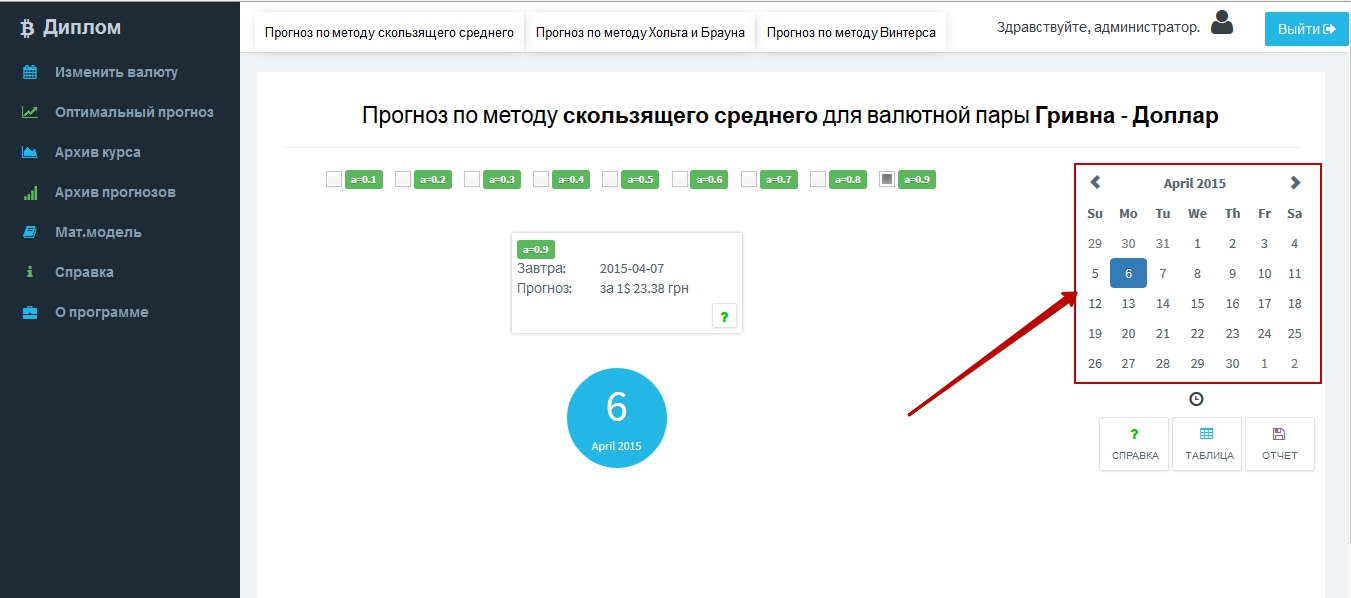 Диплом
Изменить валюту
Оптимальный прогноз
Архив курса
Архив прогнозов
Мат.модель
Справка
О программе
Прогноз по методу скользящего среднего
Прогноз по методу Хольта и Брауна
Прогноз по методу Винтерса
Здравствуйте, администратор.
Выйти
Прогноз по методу скользящего среднего для валютной пары Гривна - Доллар
a=0.1 a=0.2 a=0.3 a=0.4 a=0.5 a=0.6 a=0.7 a=0.8 a=0.9
a=0.9
Завтра: 2015-04-07
Прогноз: за 1$ 23.38 грн
?
6
April 2015
April 2015
Su Mo Tu We Th Fr Sa
29 30 31 1 2 3 4
5 6 7 8 9 10 11
12 13 14 15 16 17 18
19 20 21 22 23 24 25
26 27 28 29 30 1 2
?
СПРАВКА
ТАБЛИЦА
ОТЧЕТ